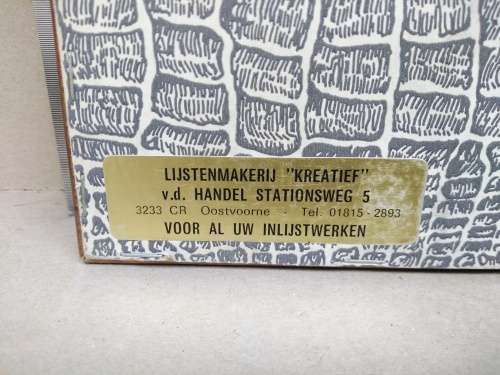 LIJSTENMAKERIJ "KREATIEF"
v.d. HANDEL STATIONSWEG 5
3233 CR Oostvoorne - Tel. 01815-2893
VOOR AL UW INLIJSTWERKEN